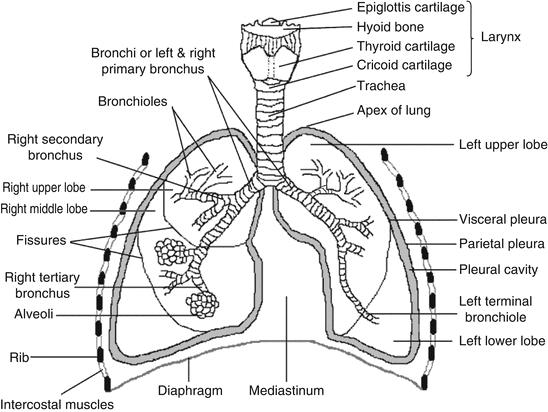 Epiglottis cartilage
Hyoid bone
Thyroid cartilage
Larynx
Cricoid cartilage
Trachea
Apex of lung
Bronchi or left & right
primary bronchus
Bronchioles
Right secondary
bronchus
Right upper lobe
Right middle lobe
Fissures
Right tertiary
bronchus
Alveoli
Rib
Intercostal muscles
Diaphragm
Mediastinum
Left upper lobe
Visceral pleura
Parietal pleura
Pleural cavity
Left terminal
bronchiole
Left lower lobe